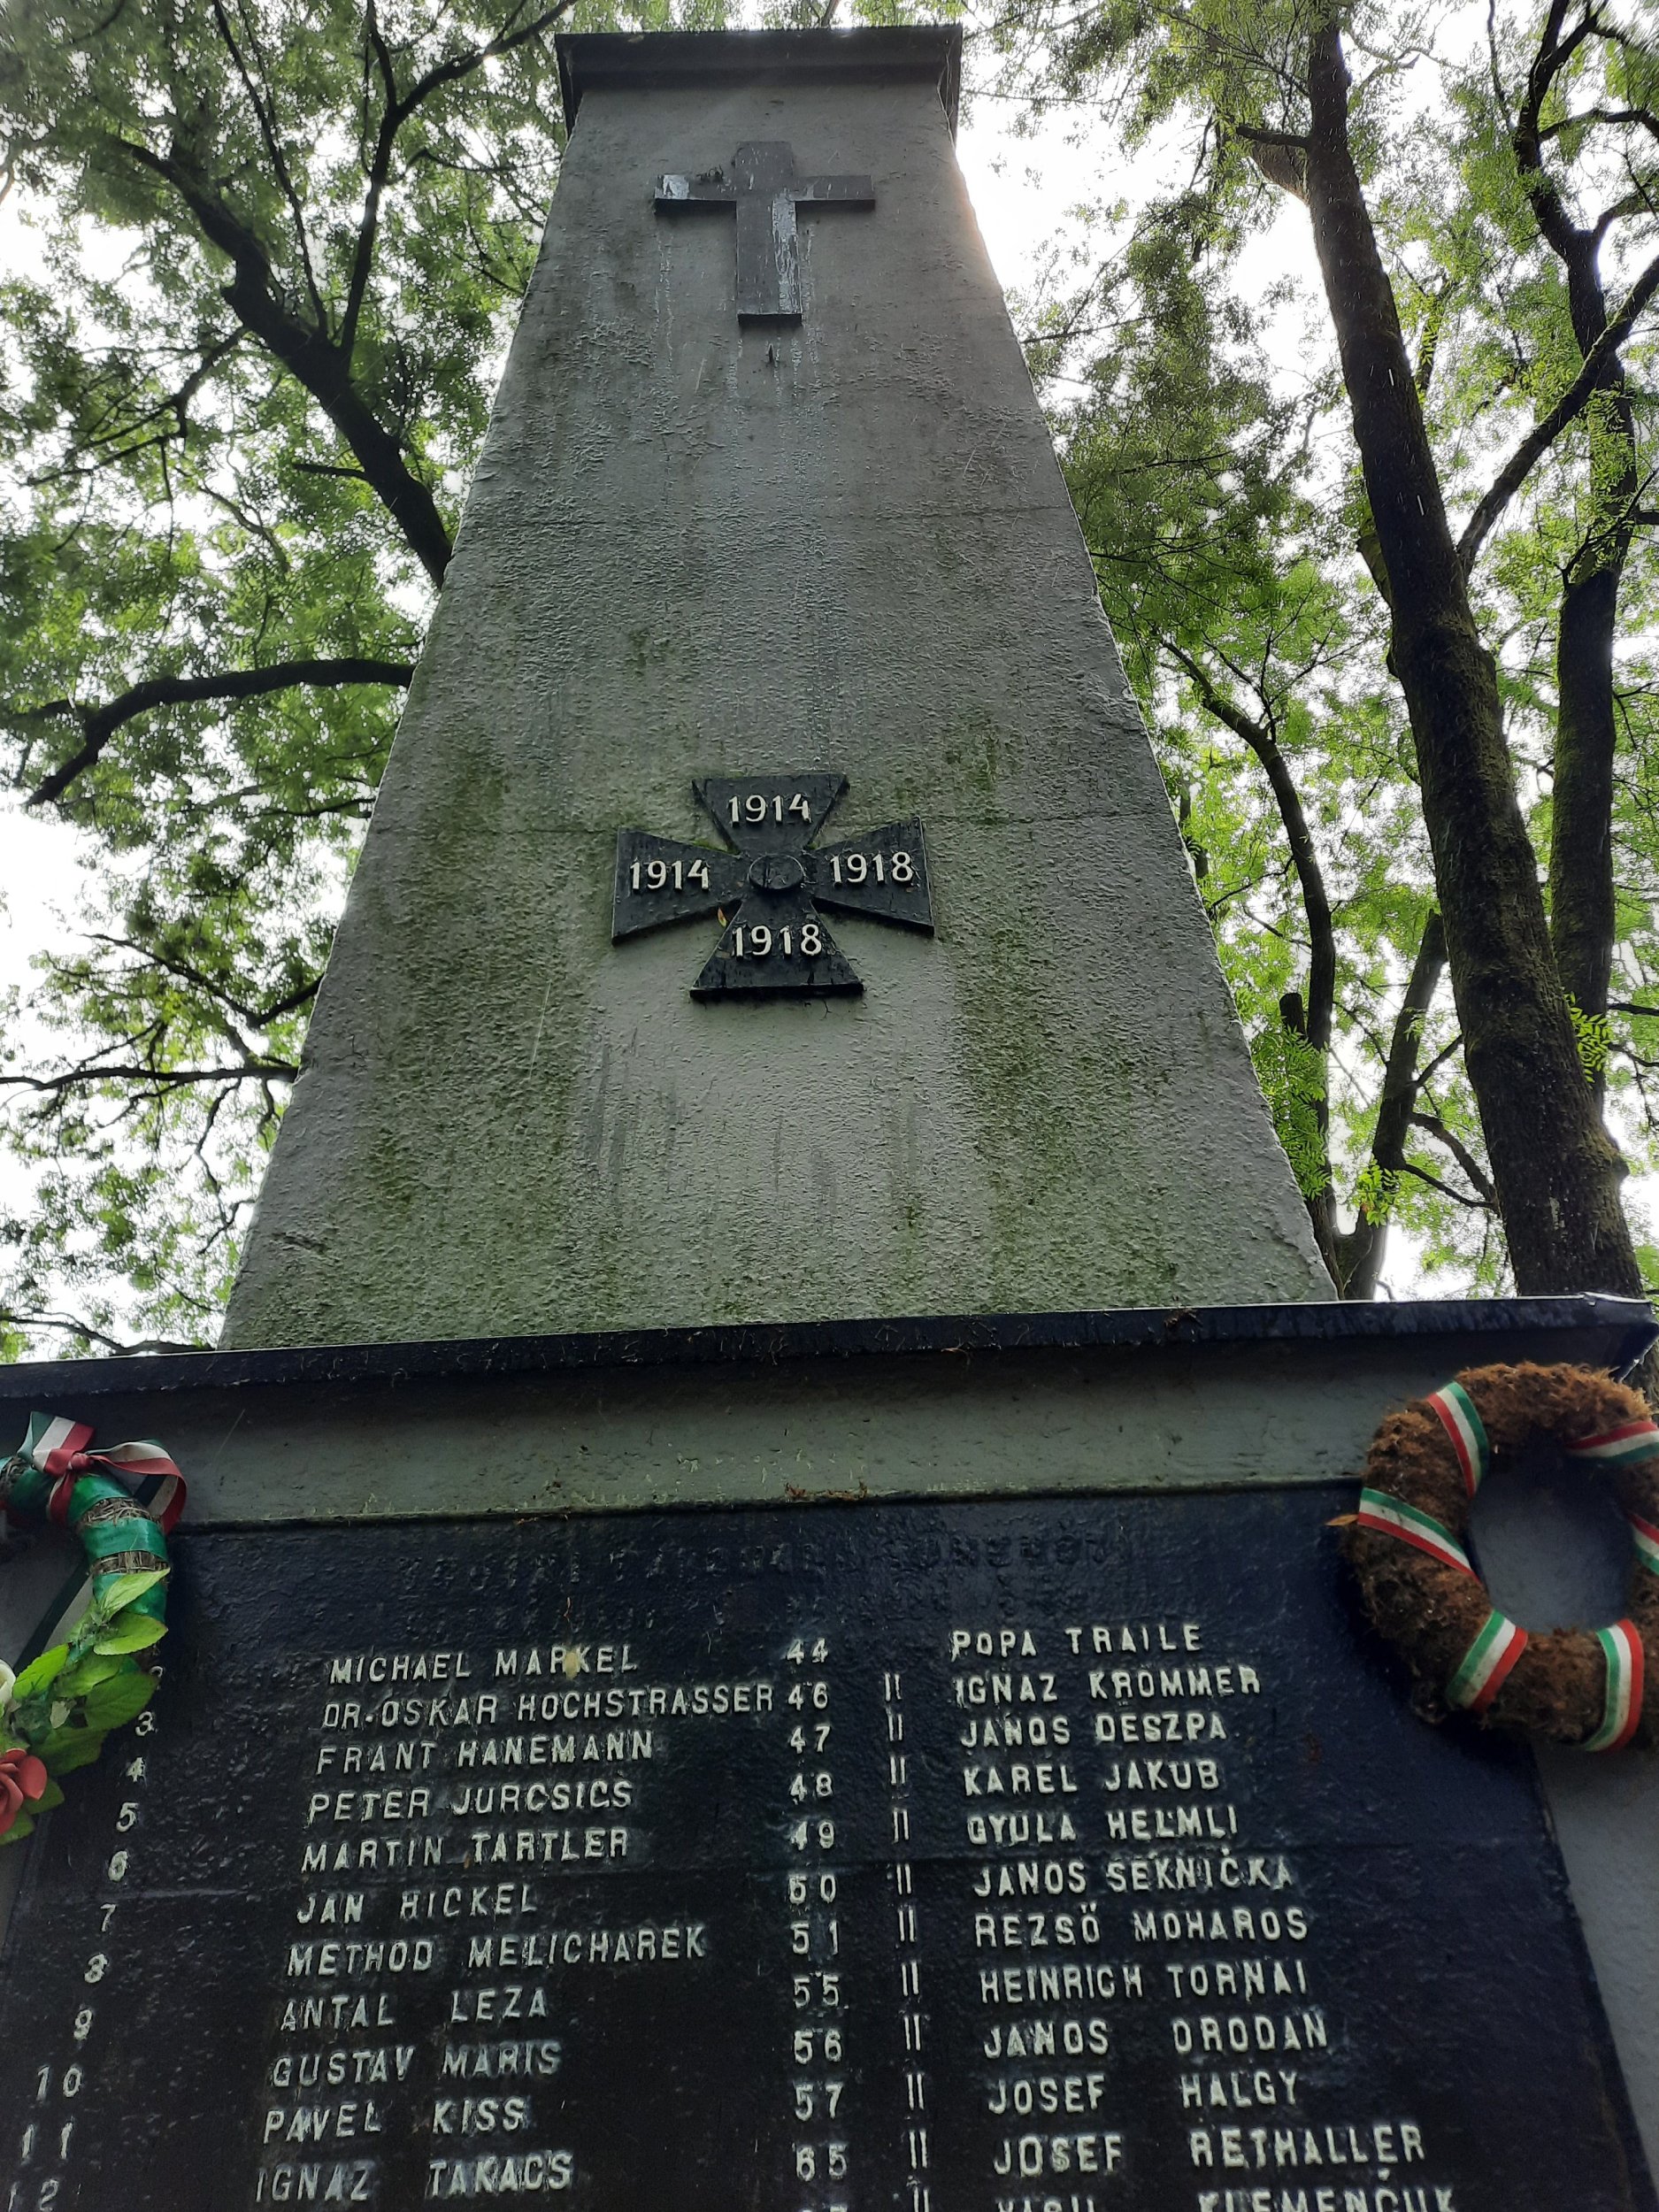 1914
1914 1918
1918
MICHAEL MARKEL 44 POPA TRAILE
DR. OSKAR HOCHSTRASSER 46 II IGNAZ KRÖMMER
3 FRANT HANEMANN 47 II JANOS DESZPA
4 PETER JURCSICS 48 II KAREL JAKUB
5 MARTIN TARTLER 49 II GYULA HEĽMLI
6 JAN HICKEL 50 II JANOS SEKNIČKA
7 METHOD MELICHAREK 51 II REZSÖ MOHAROS
8 ANTAL LEZA 55 II HEINRICH TORNAI
9 GUSTAV MARIS 56 II JANOS DRODAN
10 PAVEL KISS 57 II JOSEF HALGY
11 IGNAZ TAKACS 65 II JOSEF RETHALLER
KLEMENČUK